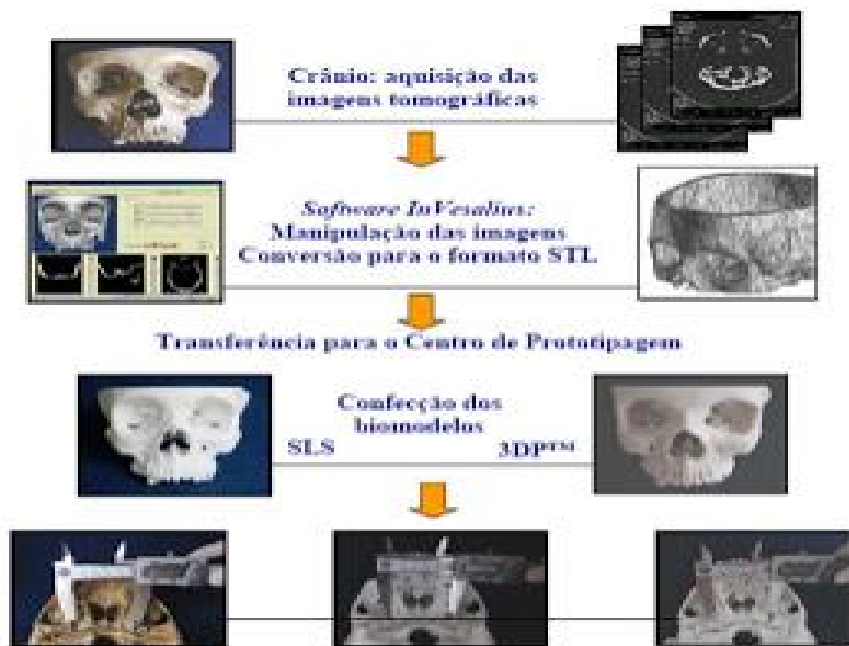 Crânio: aquisição das
imagens tomográficas
Software InVesalius:
Manipulação das imagens
Conversão para o formato STL
Transferência para o Centro de Prototipagem
Confecção dos
biomodelos
SLS
3DP™